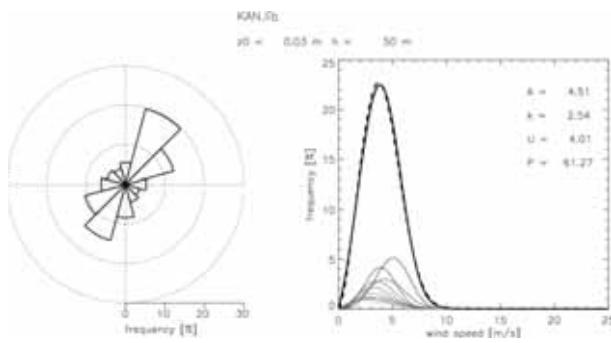 KAN.lib
z0 = 0.03 m h = 50 m
0 10 20 30
frequency [%]
25
20
15
10
5
0
frequency [%]
A = 4.51
k = 2.54
U = 4.01
P = 61.27
0 5 10 15 20 25
wind speed [m/s]